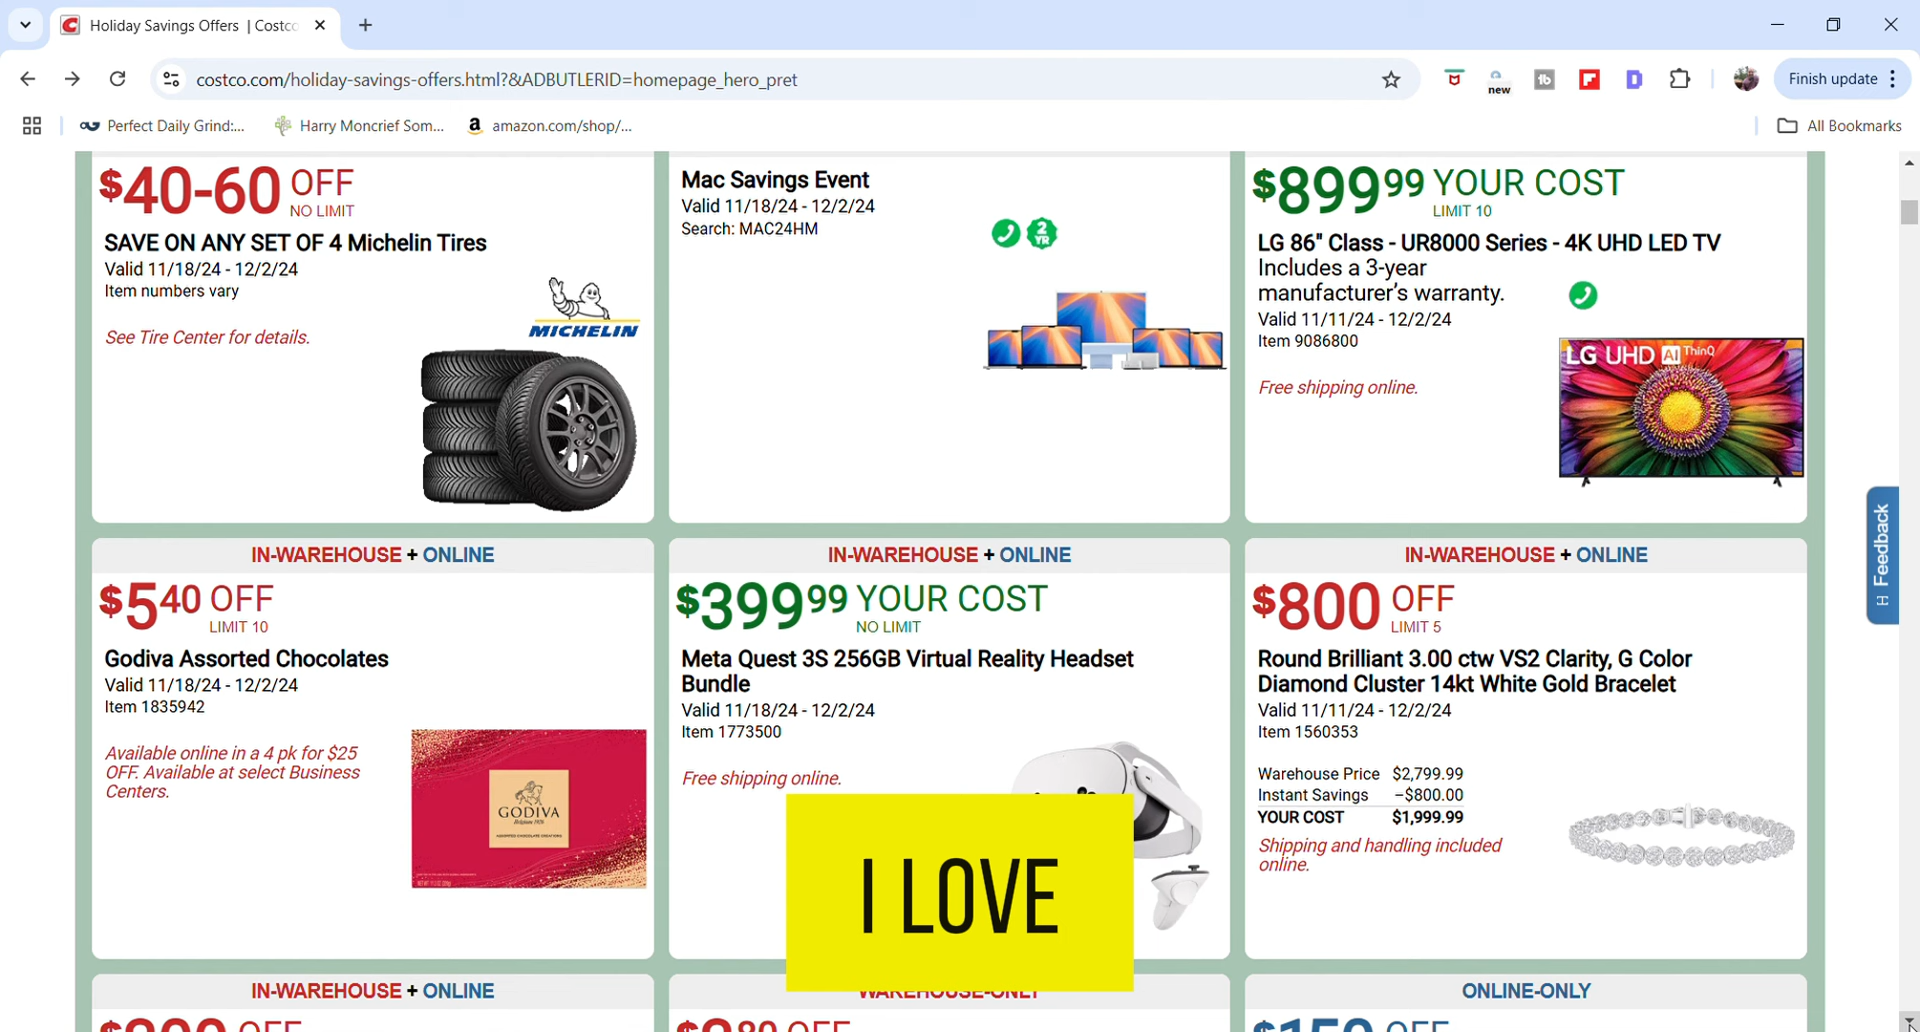 Holiday Savings Offers | Costco
costco.com/holiday-savings-offers.html?&ADBUTLERID=homepage_hero_pret
new
Finish update
Perfect Daily Grind:...
Harry Moncrief Som...
amazon.com/shop/...
All Bookmarks
$40-60 OFF
NO LIMIT
SAVE ON ANY SET OF 4 Michelin Tires
Valid 11/18/24 - 12/2/24
Item numbers vary
See Tire Center for details.
MICHELIN
Mac Savings Event
Valid 11/18/24 - 12/2/24
Search: MAC24HM
2
YR
$899 99 YOUR COST
LIMIT 10
LG 86" Class - UR8000 Series - 4K UHD LED TV
Includes a 3-year
manufacturer's warranty.
Valid 11/11/24 - 12/2/24
Item 9086800
Free shipping online.
LG UHD AI ThinQ
Feedback
IN-WAREHOUSE + ONLINE
$5 40 OFF
LIMIT 10
Godiva Assorted Chocolates
Valid 11/18/24 - 12/2/24
Item 1835942
Available online in a 4 pk for $25
OFF. Available at select Business
Centers.
GODIVA
Belgium 1926
IN-WAREHOUSE + ONLINE
$399 99 YOUR COST
NO LIMIT
Meta Quest 3S 256GB Virtual Reality Headset
Bundle
Valid 11/18/24 - 12/2/24
Item 1773500
Free shipping online.
I LOVE
IN-WAREHOUSE + ONLINE
$800 OFF
LIMIT 5
Round Brilliant 3.00 ctw VS2 Clarity, G Color
Diamond Cluster 14kt White Gold Bracelet
Valid 11/11/24 - 12/2/24
Item 1560353
Warehouse Price $2,799.99
Instant Savings –$800.00
YOUR COST $1,999.99
Shipping and handling included
online.
IN-WAREHOUSE + ONLINE
WAREHOUSE-ONLY
ONLINE-ONLY
OFF
OFF
$150 OFF